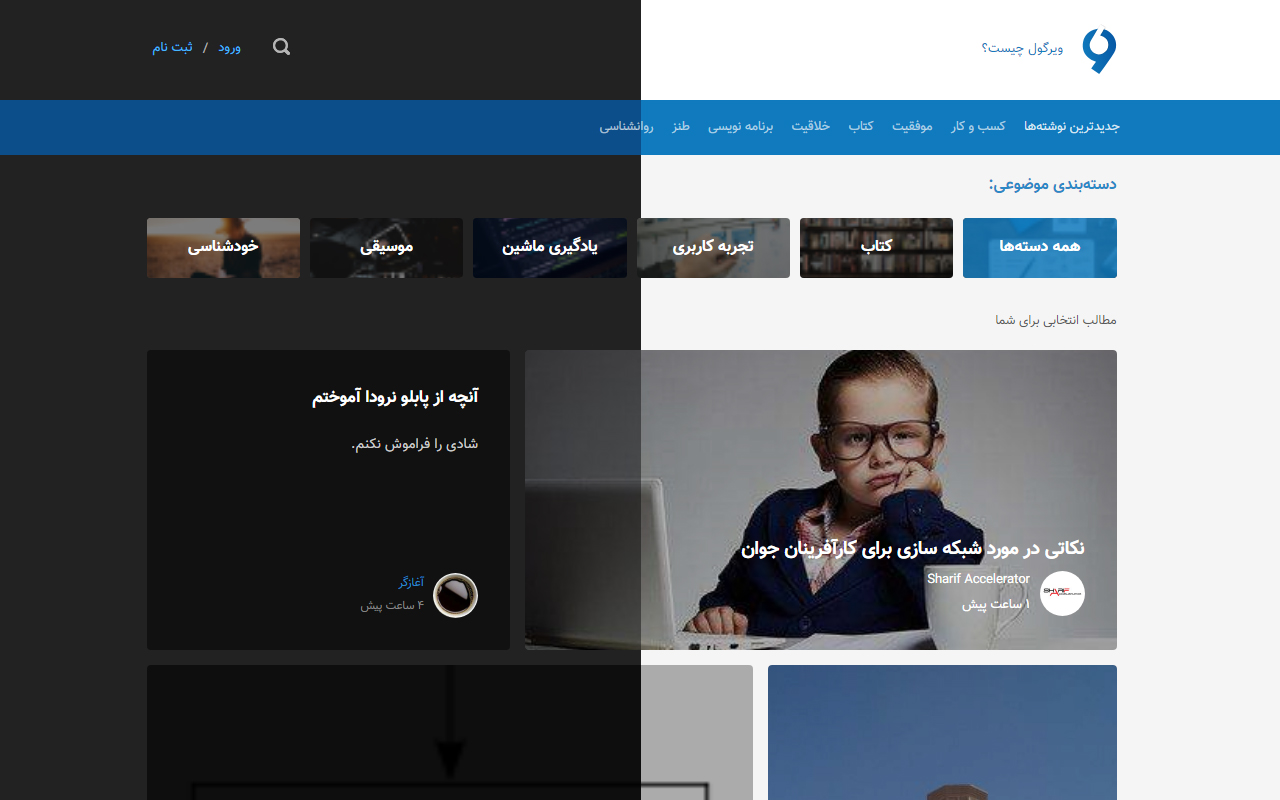 ویرگول چیست؟
ورود / ثبت نام
جدیدترین نوشته‌ها کسب و کار موفقیت کتاب خلاقیت برنامه نویسی طنز روانشناسی
دسته‌بندی موضوعی:
همه دسته‌ها
کتاب
تجربه کاربری
یادگیری ماشین
موسیقی
خودشناسی
مطالب انتخابی برای شما
نکاتی در مورد شبکه سازی برای کارآفرینان جوان
Sharif Accelerator
۱ ساعت پیش
آنچه از پابلو نرودا آموختم
شادی را فراموش نکنم.
آغازگر
۴ ساعت پیش